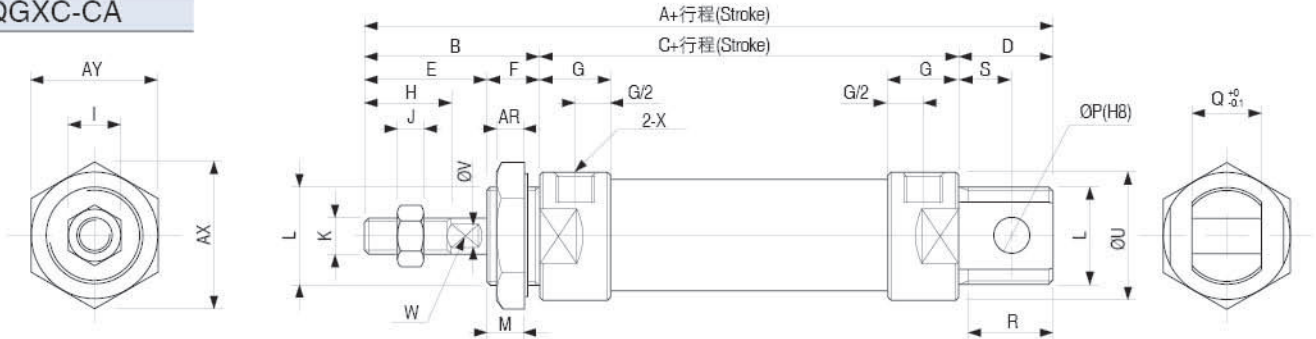 QGXC-CA
A+行程(Stroke)
B
C+行程(Stroke)
D
AY
E
F
G
G
S
I
H
G/2
G/2
J
AR
2-X
ØP(H8)
Q +0 -0.1
ØV
AX
L
K
L
ØU
W
M
R